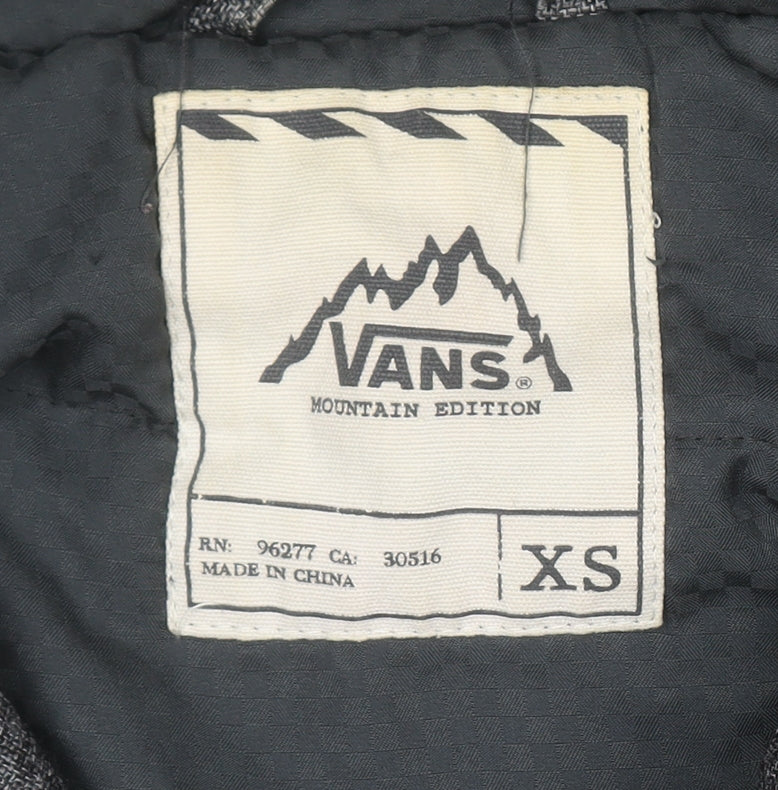 VANS®
MOUNTAIN EDITION
RN: 96277 CA: 30516
MADE IN CHINA
XS